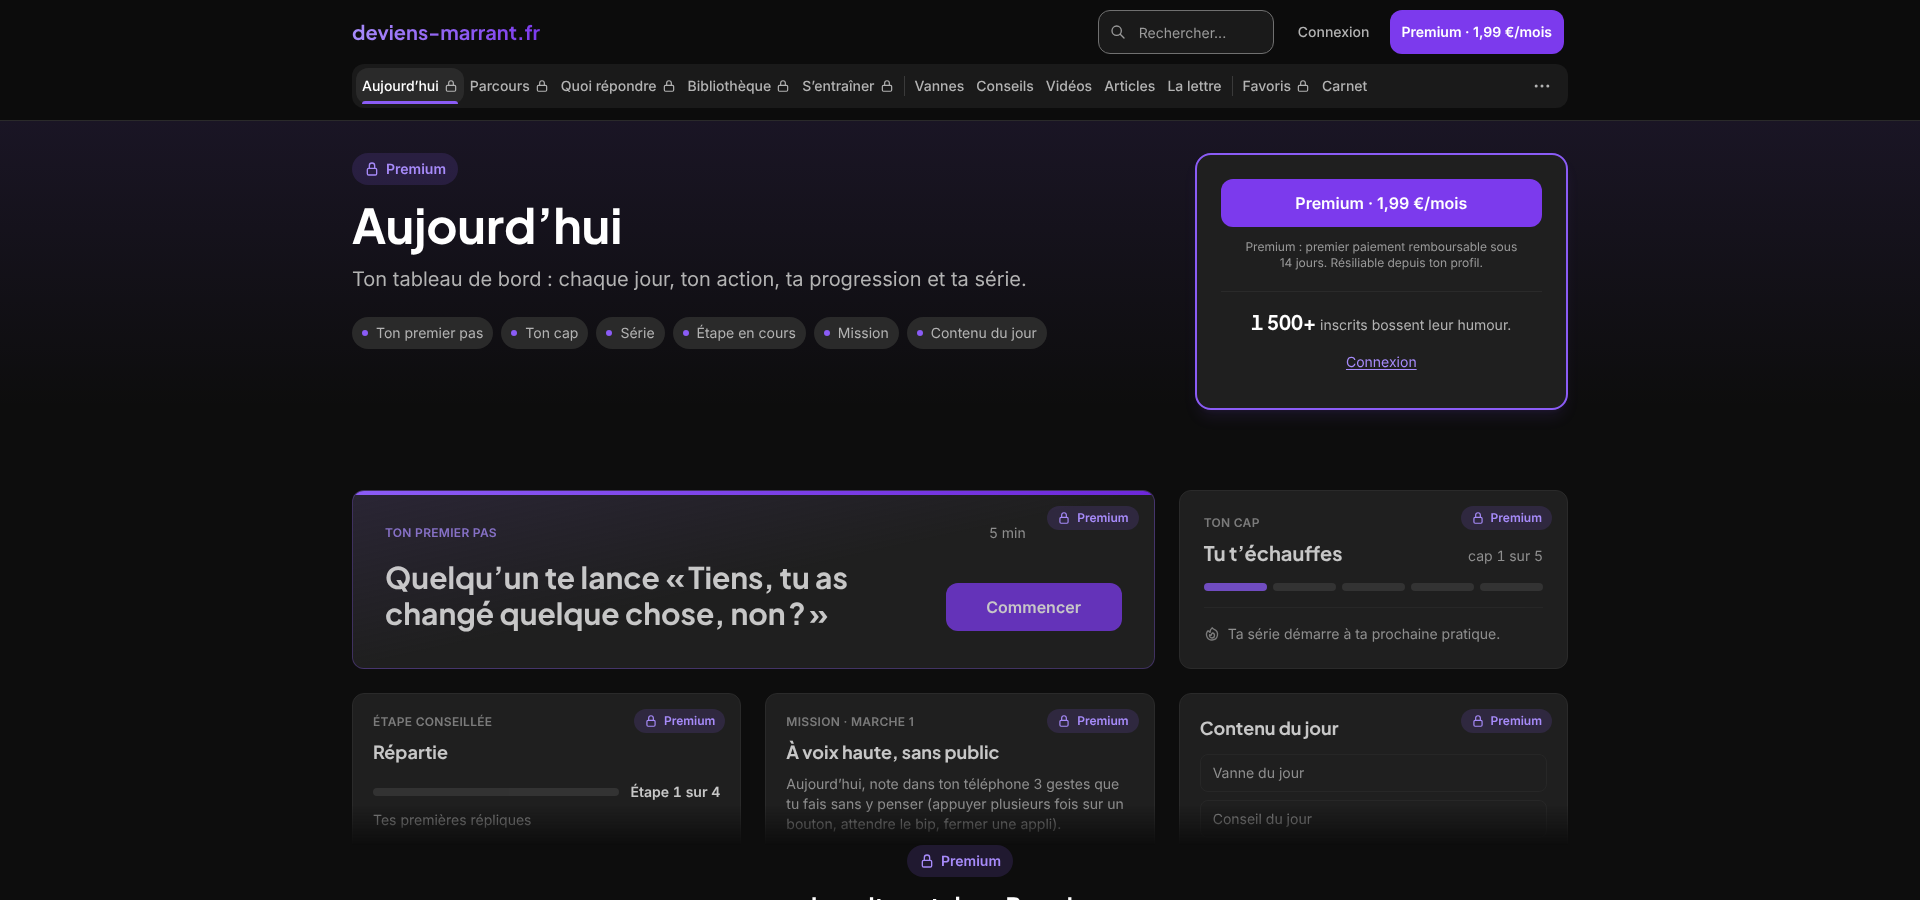 deviens-marrant.fr
Rechercher...
Connexion
Premium · 1,99 €/mois
Aujourd’hui
Parcours
Quoi répondre
Bibliothèque
S’entraîner
Vannes
Conseils
Vidéos
Articles
La lettre
Favoris
Carnet
Premium
Aujourd’hui
Ton tableau de bord : chaque jour, ton action, ta progression et ta série.
Ton premier pas
Ton cap
Série
Étape en cours
Mission
Contenu du jour
Premium · 1,99 €/mois
Premium : premier paiement remboursable sous
14 jours. Résiliable depuis ton profil.
1 500+ inscrits bossent leur humour.
Connexion
TON PREMIER PAS
5 min
Premium
Quelqu’un te lance « Tiens, tu as
changé quelque chose, non ? »
Commencer
TON CAP
Premium
Tu t’échauffes
cap 1 sur 5
Ta série démarre à ta prochaine pratique.
ÉTAPE CONSEILLÉE
Premium
Répartie
Étape 1 sur 4
Tes premières répliques
MISSION · MARCHE 1
Premium
À voix haute, sans public
Aujourd’hui, note dans ton téléphone 3 gestes que
tu fais sans y penser (appuyer plusieurs fois sur un
bouton, attendre le bip, fermer une appli).
Contenu du jour
Premium
Vanne du jour
Conseil du jour
Premium